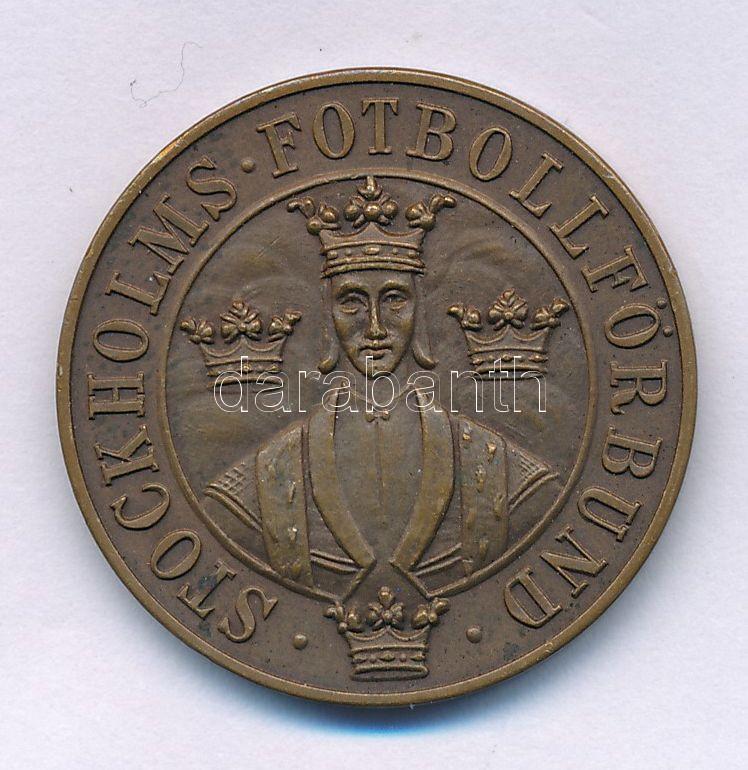 STOCKHOLMS · FOTBOLLFÖRBUND
darabanth